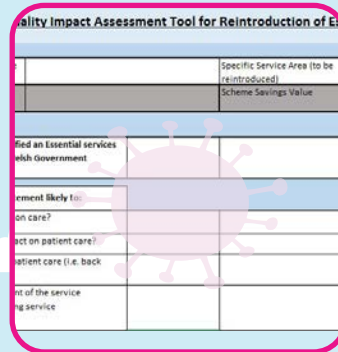 ality Impact Assessment Tool for Reintroduction of Es
Specific Service Area (to be
reintroduced)
Scheme Savings Value
fied an Essential services
elsh Government
ement likely to:
on care?
act on patient care?
patient care (i.e. back
nt of the service
ng service